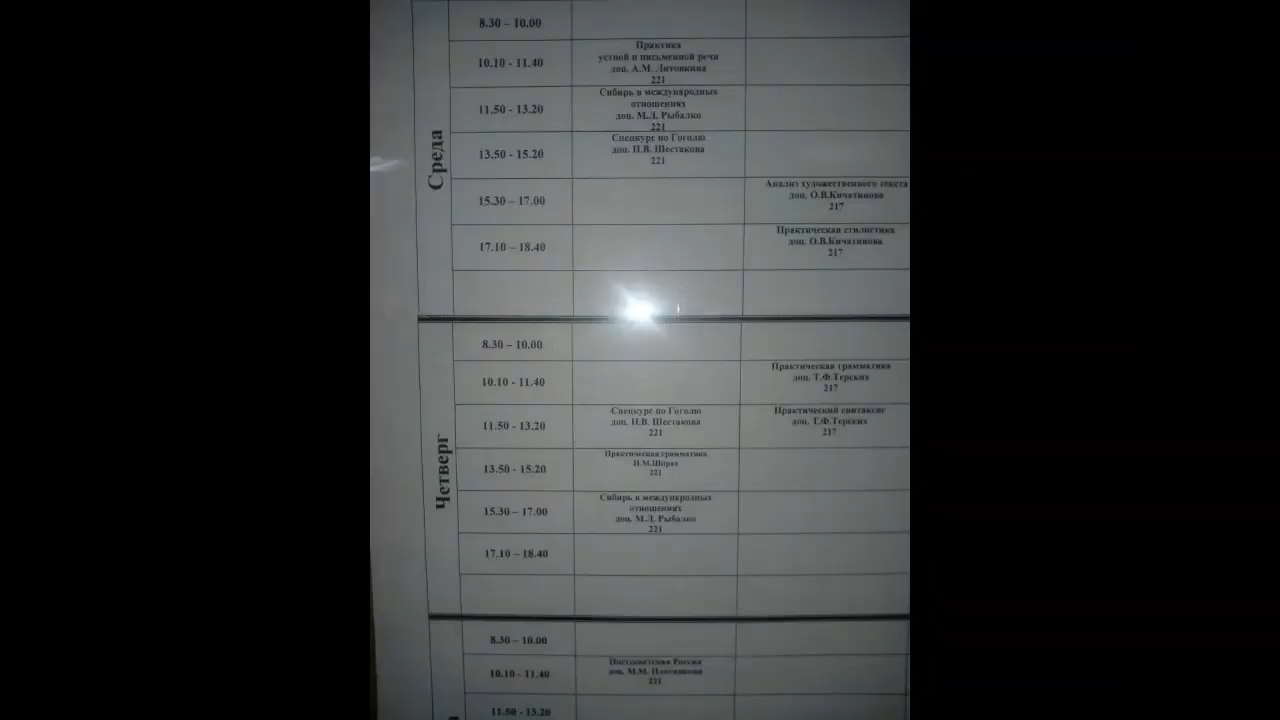 Среда
8.30 – 10.00
10.10 - 11.40
Практика
устной и письменной речи
доц. А.М. Литовкина
221
11.50 - 13.20
Сибирь в международных
отношениях
доц. М.Л. Рыбалко
221
13.50 - 15.20
Спецкурс по Гоголю
доц. Н.В. Шестакова
221
15.30 – 17.00
Анализ художественного текста
доц. О.В.Кичатинова
217
17.10 – 18.40
Практическая стилистика
доц. О.В.Кичатинова
217
Четверг
8.30 – 10.00
10.10 - 11.40
Практическая грамматика
доц. Т.Ф.Терских
217
11.50 - 13.20
Спецкурс по Гоголю
доц. Н.В. Шестакова
221
Практический синтаксис
доц. Т.Ф.Терских
217
13.50 - 15.20
Практическая грамматика
221
15.30 – 17.00
Сибирь в международных
отношениях
доц. М.Л. Рыбалко
221
17.10 – 18.40
8.30 – 10.00
10.10 - 11.40
Постсоветская Россия
доц. М.М. Плотникова
221
11.50 - 13.20